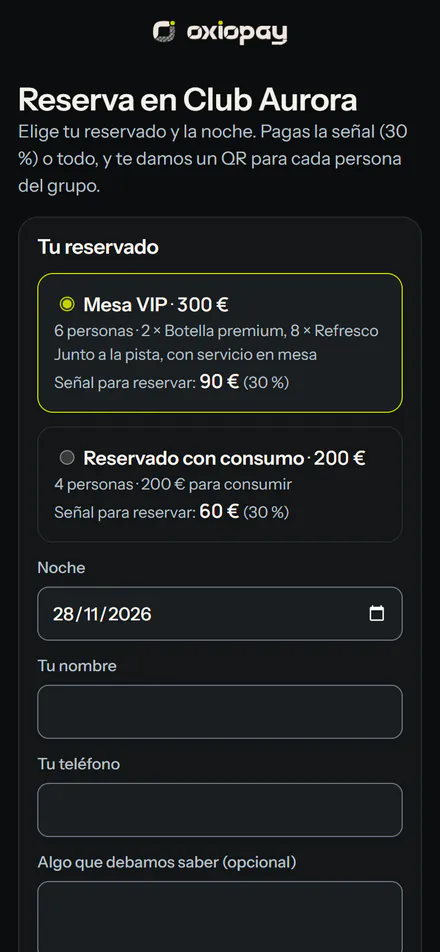 oxiopay
Reserva en Club Aurora
Elige tu reservado y la noche. Pagas la señal (30
%) o todo, y te damos un QR para cada persona
del grupo.
Tu reservado
Mesa VIP · 300 €
6 personas · 2 × Botella premium, 8 × Refresco
Junto a la pista, con servicio en mesa
Señal para reservar: 90 € (30 %)
Reservado con consumo · 200 €
4 personas · 200 € para consumir
Señal para reservar: 60 € (30 %)
Noche
28/11/2026
Tu nombre
Tu teléfono
Algo que debamos saber (opcional)